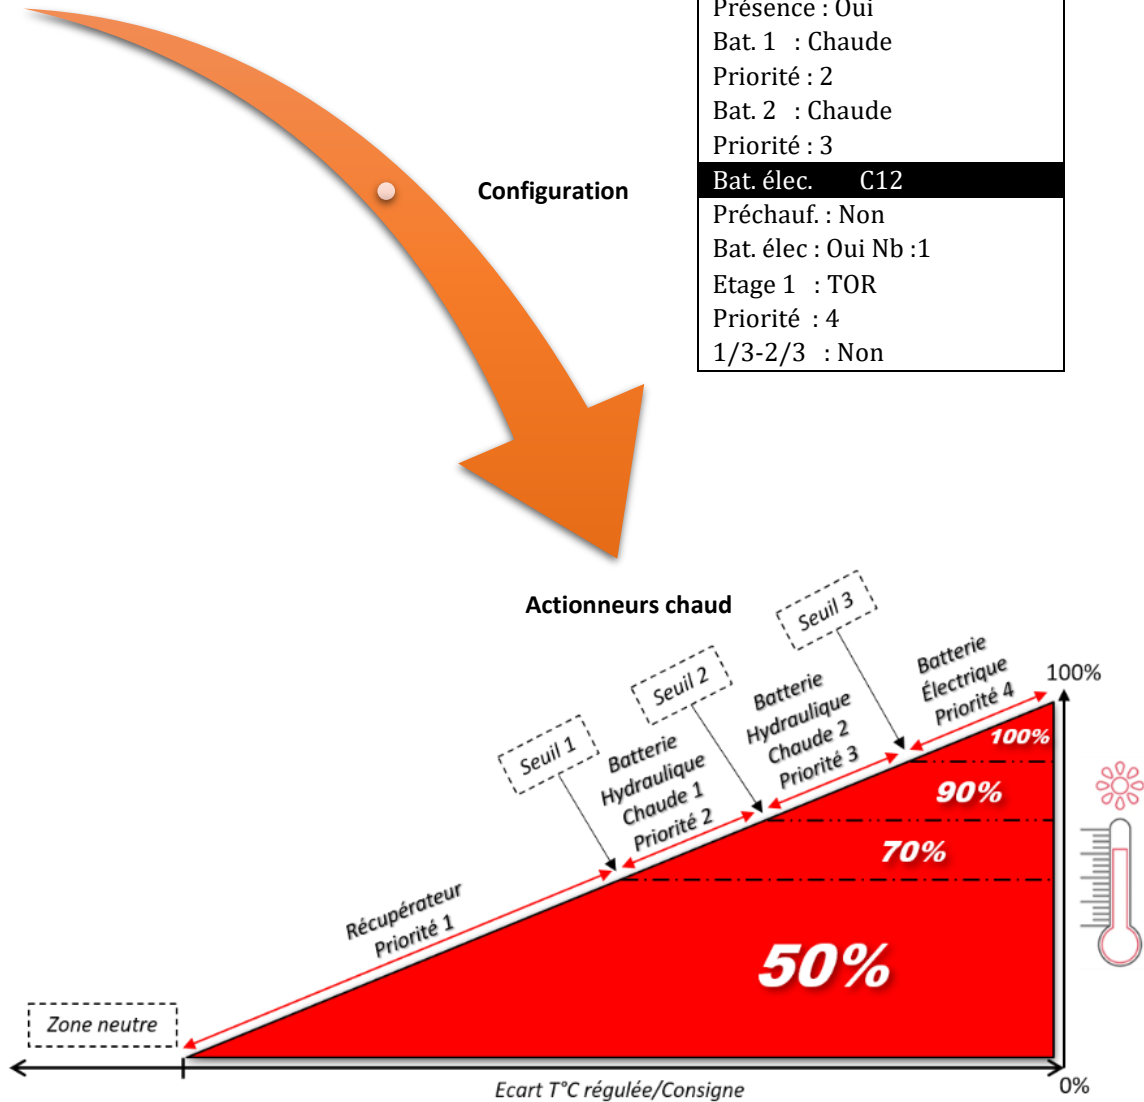 Présence : Oui
Bat. 1 : Chaude
Priorité : 2
Bat. 2 : Chaude
Priorité : 3
Bat. élec. C12
Préchauf. : Non
Bat. élec : Oui Nb :1
Etage 1 : TOR
Priorité : 4
1/3-2/3 : Non
Configuration
Actionneurs chaud
Seuil 3
Seuil 2
Seuil 1
Batterie
Électrique
Priorité 4
100%
Batterie
Hydraulique
Chaude 2
Priorité 3
Batterie
Hydraulique
Chaude 1
Priorité 2
Récupérateur
Priorité 1
100%
90%
70%
50%
Zone neutre
Ecart T°C régulée/Consigne
0%